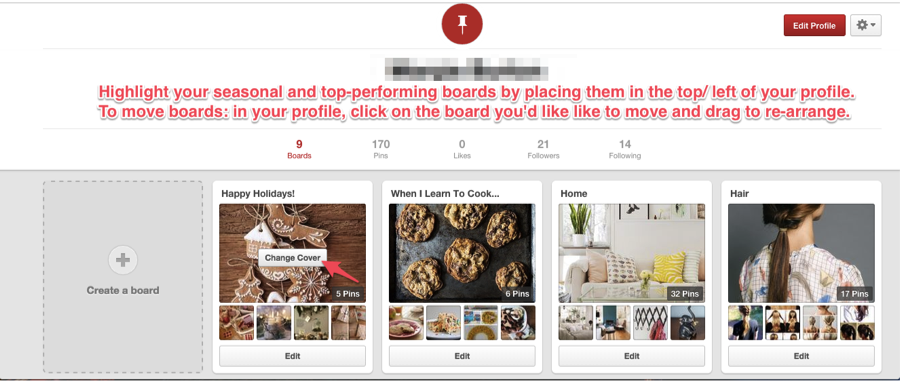 Edit Profile
Highlight your seasonal and top-performing boards by placing them in the top/ left of your profile.
To move boards: in your profile, click on the board you'd like like to move and drag to re-arrange.
9 170 0 21 14
Boards Pins Likes Followers Following
Happy Holidays! When I Learn To Cook... Home Hair
Change Cover
Create a board
5 Pins 6 Pins 32 Pins 17 Pins
Edit Edit Edit Edit